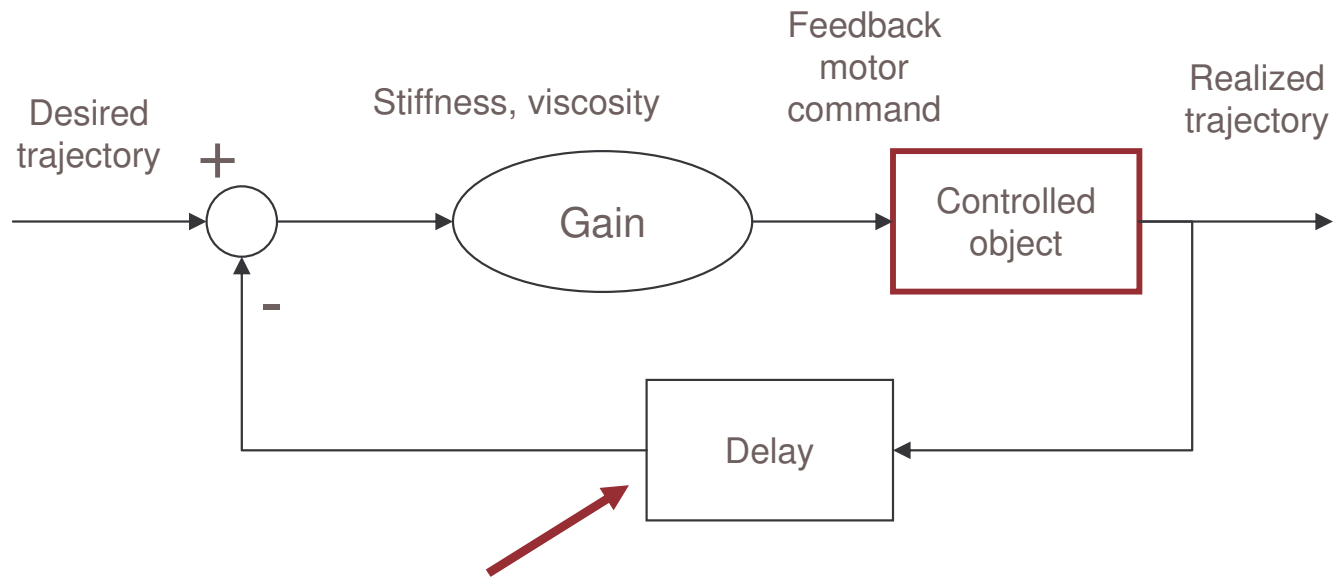 Feedback
motor
command
Realized
trajectory
Stiffness, viscosity
Desired
trajectory
+
Gain
Controlled
object
-
Delay